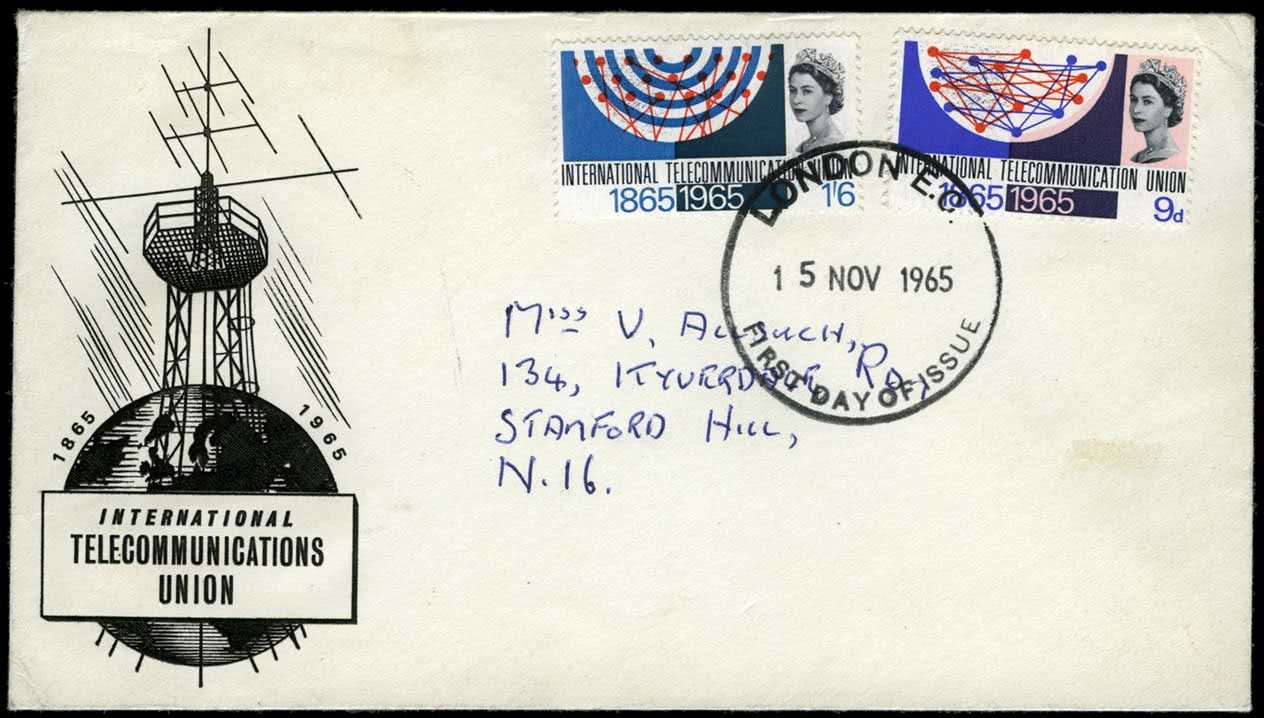 1865
1965
INTERNATIONAL
TELECOMMUNICATIONS
UNION
INTERNATIONAL TELECOMMUNICATION UNION
1865 1965 1'6
INTERNATIONAL TELECOMMUNICATION UNION
1865 1965 9d
LONDON E.C.
15 NOV 1965
FIRST DAY OF ISSUE
Miss V.
134, Rd,
STAMFORD HILL,
N.16.